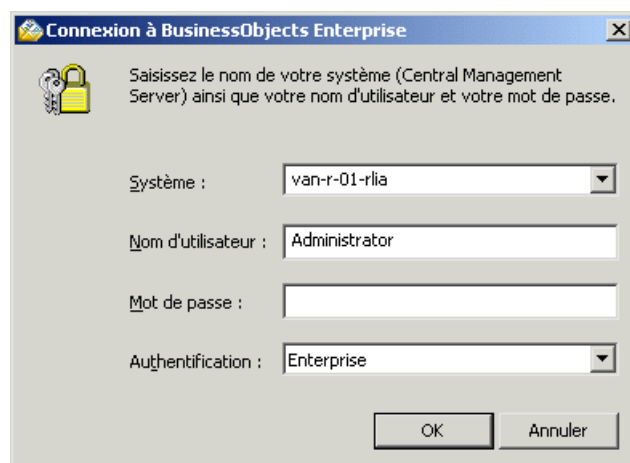 Connexion à BusinessObjects Enterprise
Saisissez le nom de votre système (Central Management
Server) ainsi que votre nom d'utilisateur et votre mot de passe.
Système : van-r-01-rlia
Nom d'utilisateur : Administrator
Mot de passe :
Authentification : Enterprise
OK Annuler